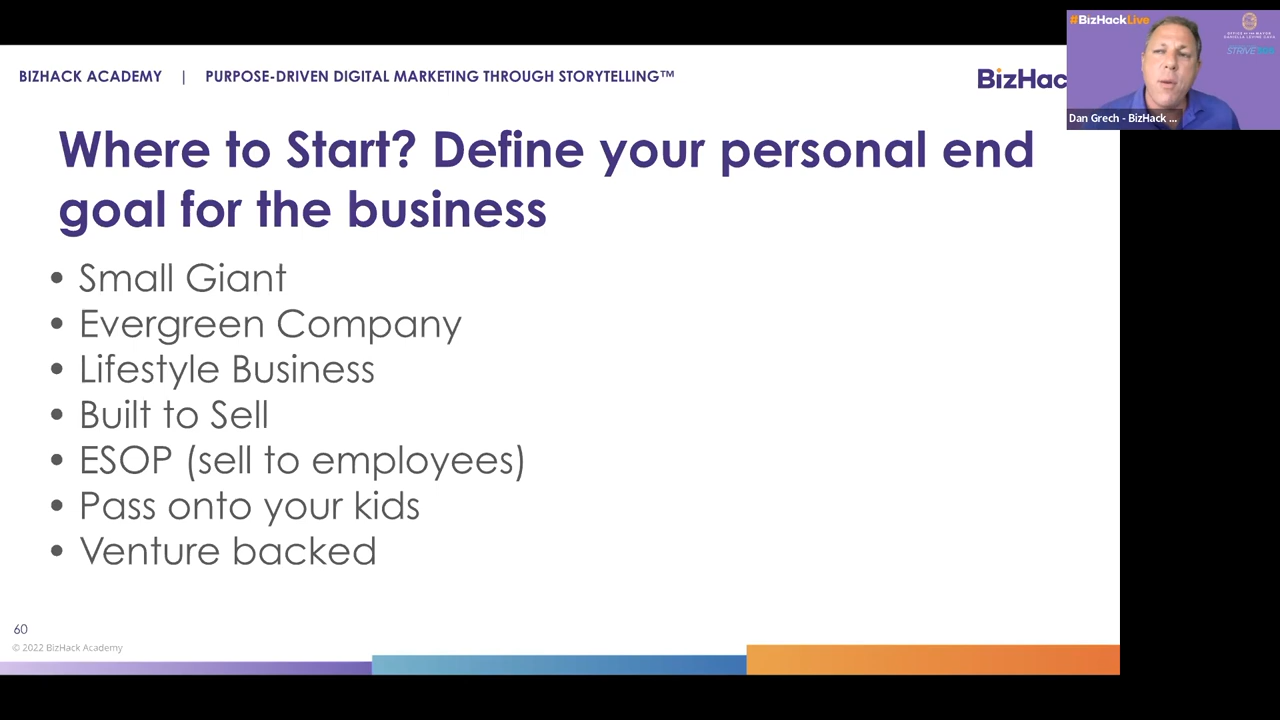 BIZHACK ACADEMY | PURPOSE-DRIVEN DIGITAL MARKETING THROUGH STORYTELLING™
BizHac
#BizHackLive
Dan Grech - BizHack ...
Where to Start? Define your personal end
goal for the business
• Small Giant
• Evergreen Company
• Lifestyle Business
• Built to Sell
• ESOP (sell to employees)
• Pass onto your kids
• Venture backed
60
© 2022 BizHack Academy